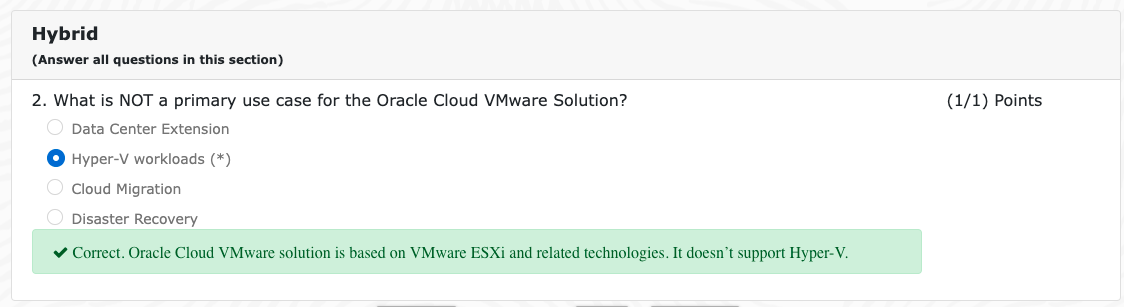 Hybrid
(Answer all questions in this section)
2. What is NOT a primary use case for the Oracle Cloud VMware Solution? (1/1) Points
Data Center Extension
Hyper-V workloads (*)
Cloud Migration
Disaster Recovery
Correct. Oracle Cloud VMware solution is based on VMware ESXi and related technologies. It doesn’t support Hyper-V.